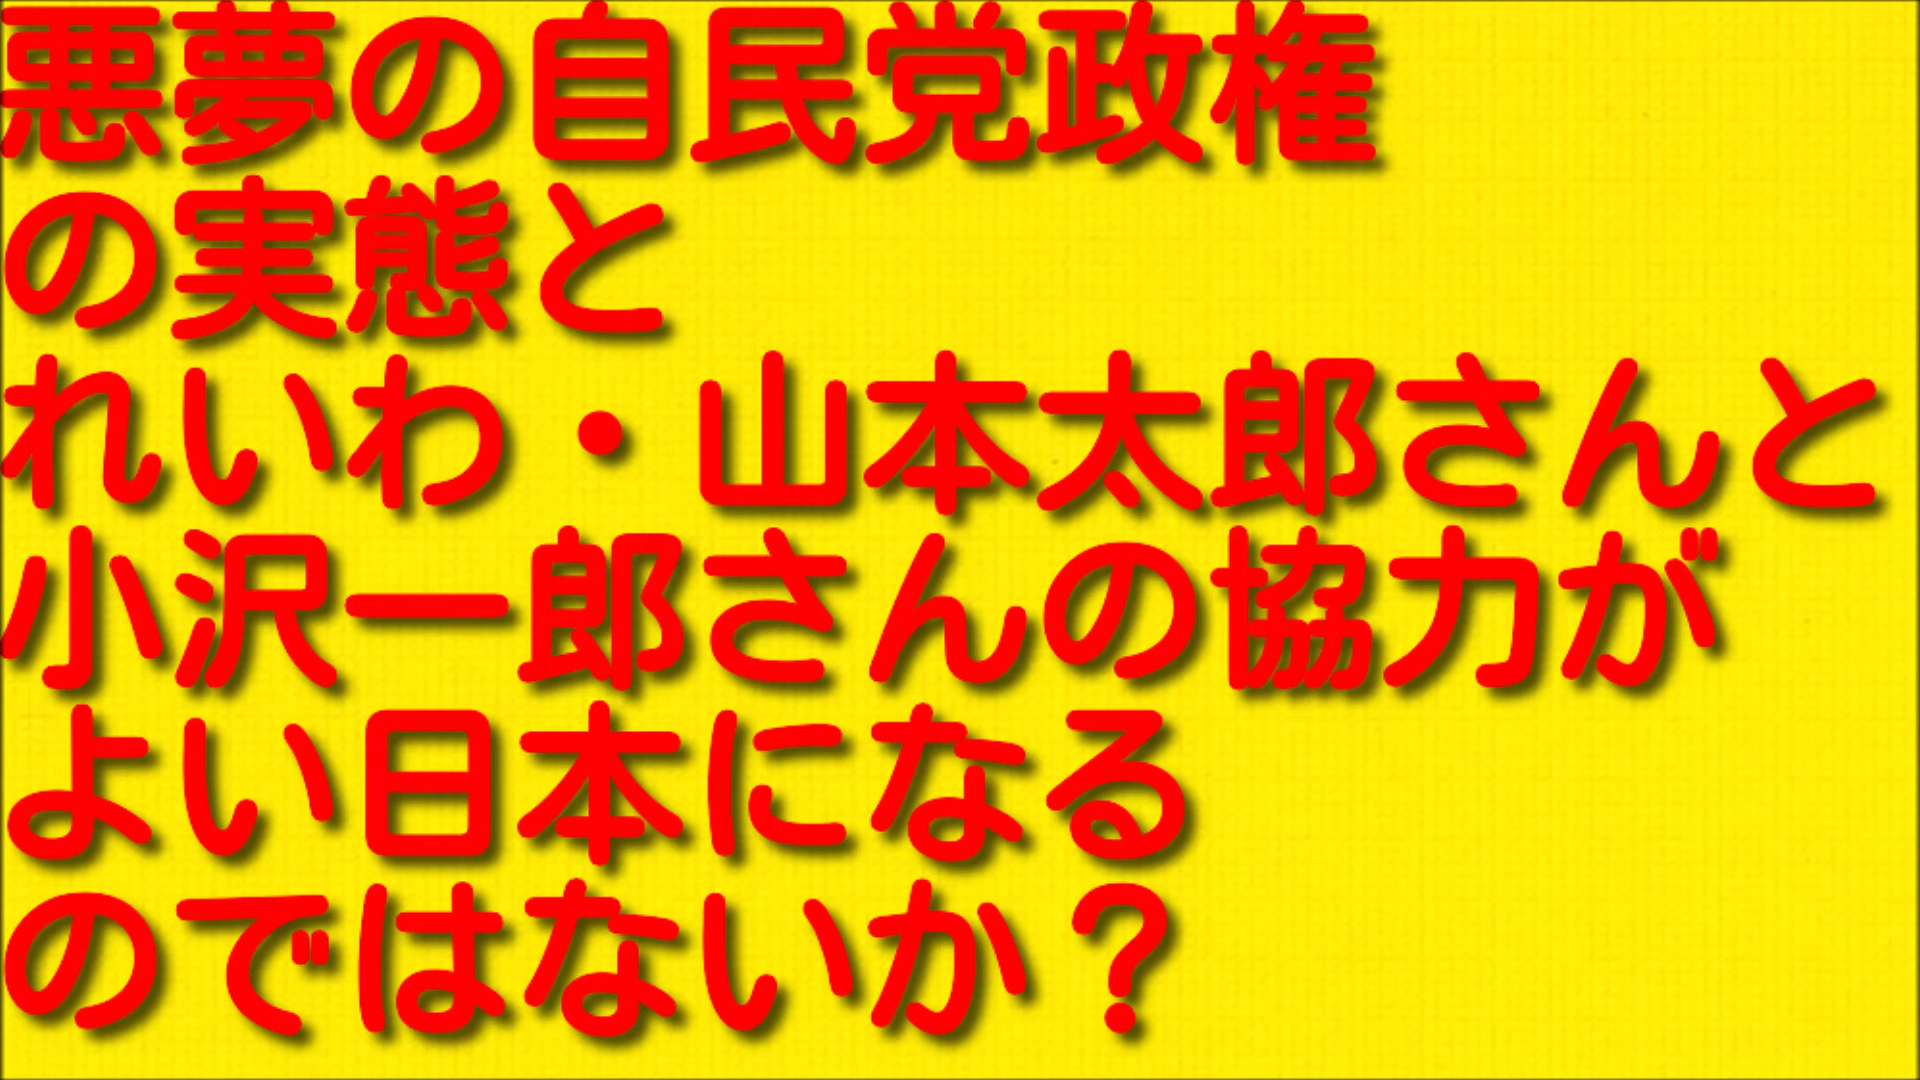 悪夢の自民党政権
の実態と
れいわ・山本太郎さんと
小沢一郎さんの協力が
よい日本になる
のではないか？